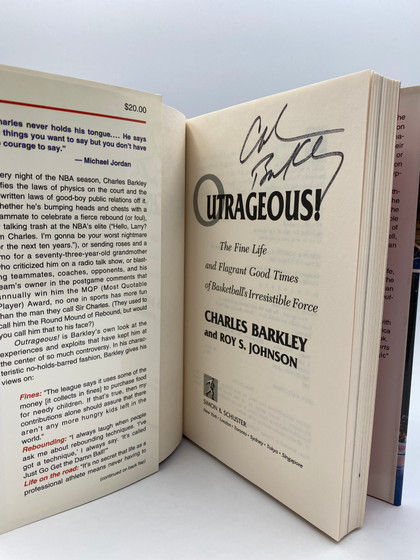 $20.00
harles never holds his tongue.... He says
things you want to say but you don't have
courage to say."
— Michael Jordan
ery night of the NBA season, Charles Barkley
fies the laws of physics on the court and the
written laws of good-boy public relations off it.
hether he's bumping heads and chests with a
ammate to celebrate a fierce rebound (or foul),
talking trash at the NBA's elite ("Hello, Larry?
m Charles. I'm gonna be your worst nightmare
r the next ten years."), or sending roses and a
mo for a seventy-three-year-old grandmother
ho criticized him on a radio talk show, or blast-
ng teammates, coaches, opponents, and his
eam's owner in the postgame comments that
annually win him the MQP (Most Quotable
Player) Award, no one in sports is more fun
than the man they call Sir Charles. (They used to
call him the Round Mound of Rebound, but would
you call him that to his face?)
Outrageous! is Barkley's own look at the
experiences and exploits that have kept him at
the center of so much controversy. In his charac-
teristic no-holds-barred fashion, Barkley gives his
views on:
Fines: "The league says it uses some of the
money [it collects in fines] to purchase food
for needy children. If that's true, then my
contributions alone should assure that there
aren't any more hungry kids left in the
world."
Rebounding: "I always laugh when people
ask me about rebounding techniques. 'I've
got a technique,' I always say. 'It's called
Just Go Get the Damn Ball!'"
Life on the road: "It's no secret that life as a
professional athlete means never having to
(continued on back flap)
Barkley
OUTRAGEOUS!
The Fine Life
and Flagrant Good Times
of Basketball's Irresistible Force
CHARLES BARKLEY
and ROY S. JOHNSON
SIMON & SCHUSTER
New York • London • Toronto • Sydney • Tokyo • Singapore